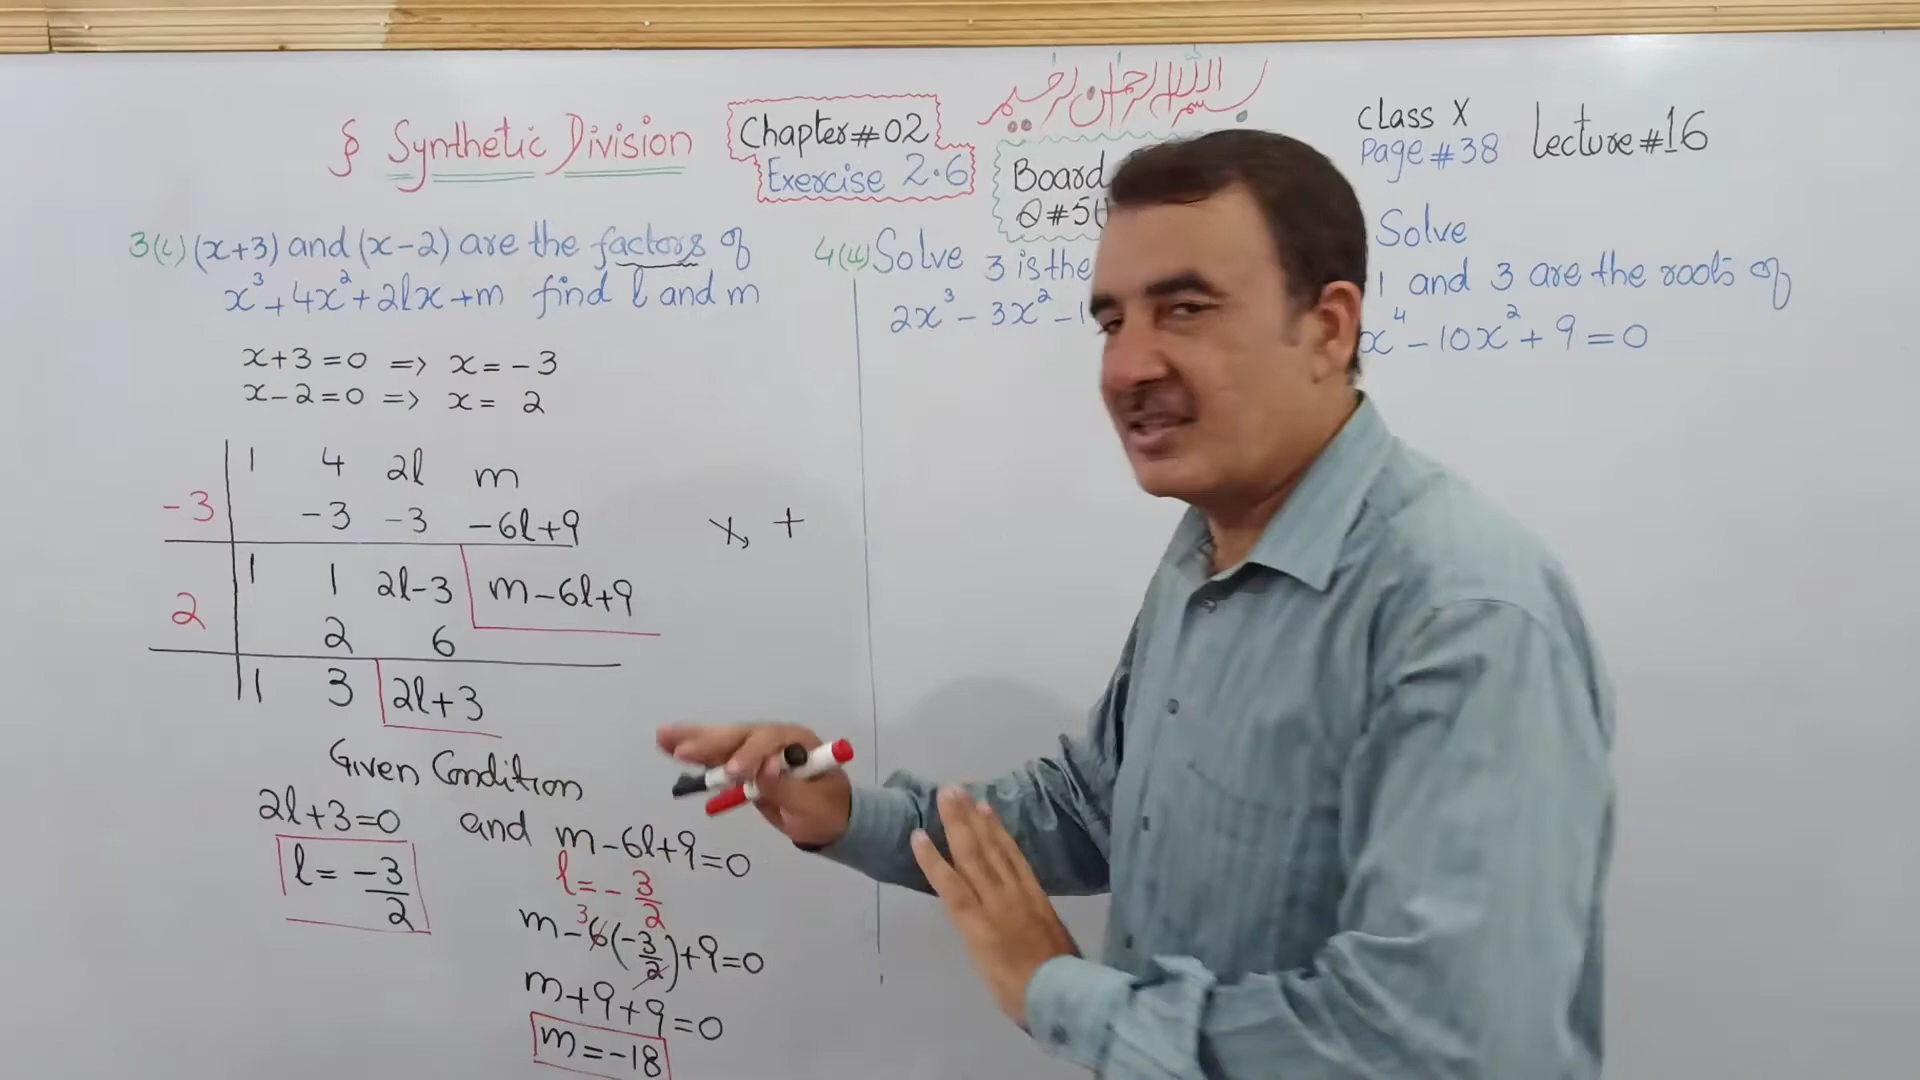 § Synthetic Division
Chapter#02
Exercise 2.6
بسم اللہ الرحمان الرحیم
Board
Q#5(
Class X
Page#38
Lecture#16
3(i) (x+3) and (x-2) are the factors of
x³+4x²+2lx+m find l and m
x+3=0 => x=-3
x-2=0 => x= 2
1 4 2l m
-3 -3 -3 -6l+9
1 1 2l-3 m-6l+9
2 2 6
1 3 2l+3
x, +
Given Condition
2l+3=0 and m-6l+9=0
l= -3/2
l=-3/2
m-6(-3/2)+9=0
3
m+9+9=0
m=-18
4(ii) Solve 3 is the
2x³-3x²-1
Solve
1 and 3 are the roots of
x⁴-10x²+9=0